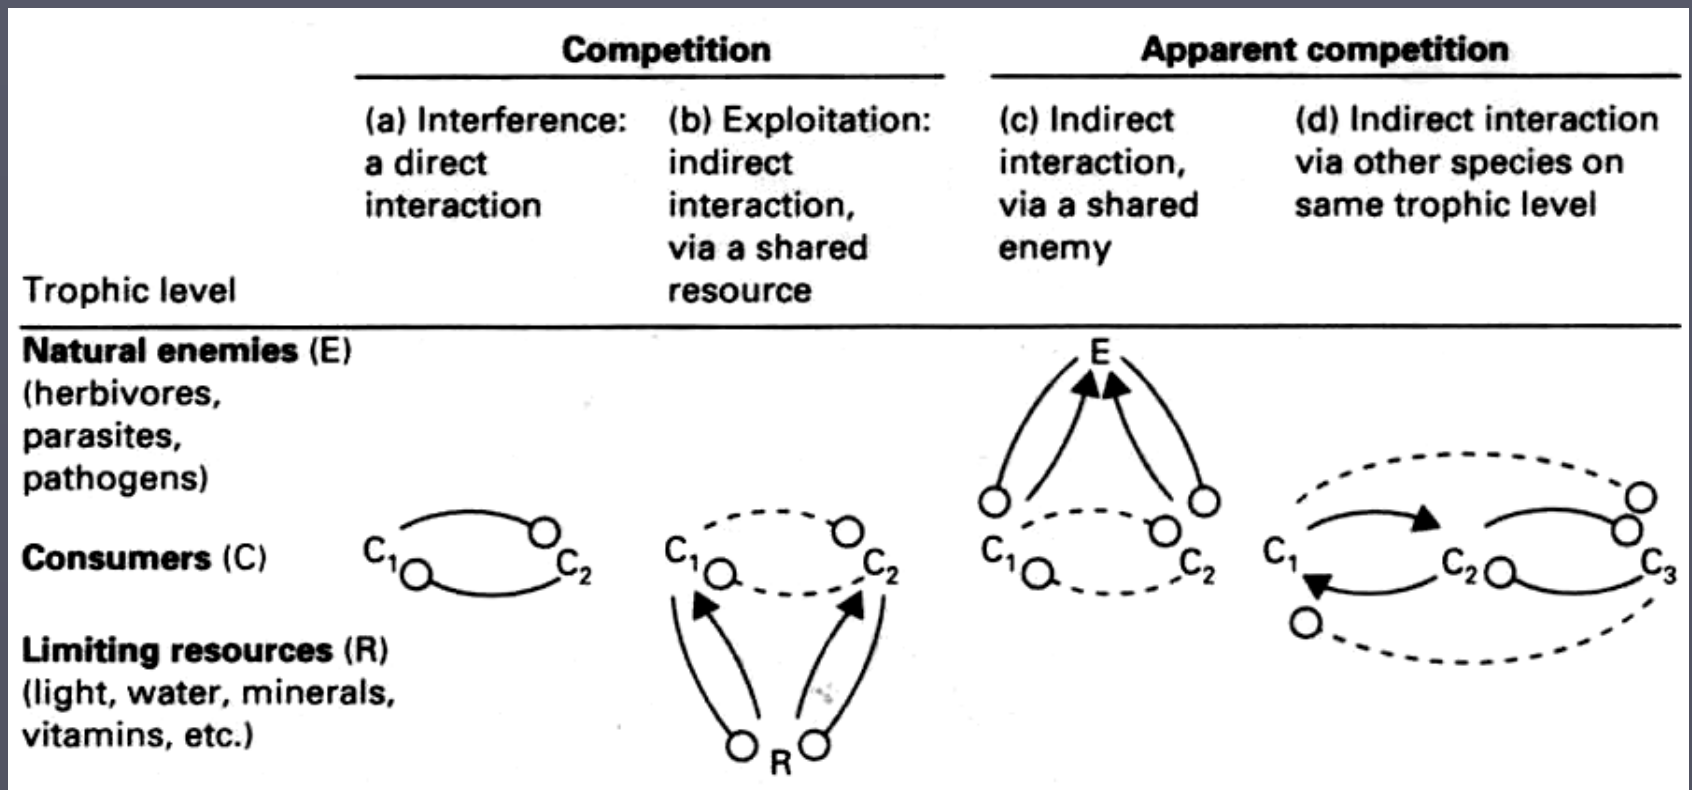 Competition
Apparent competition
(a) Interference:
a direct
interaction
(b) Exploitation:
indirect
interaction,
via a shared
resource
(c) Indirect
interaction,
via a shared
enemy
(d) Indirect interaction
via other species on
same trophic level
Trophic level
Natural enemies (E)
(herbivores,
parasites,
pathogens)
E
Consumers (C)
C₁ C₂
C₁ C₂
C₁ C₂
C₁ C₂ C₃
Limiting resources (R)
(light, water, minerals,
vitamins, etc.)
R